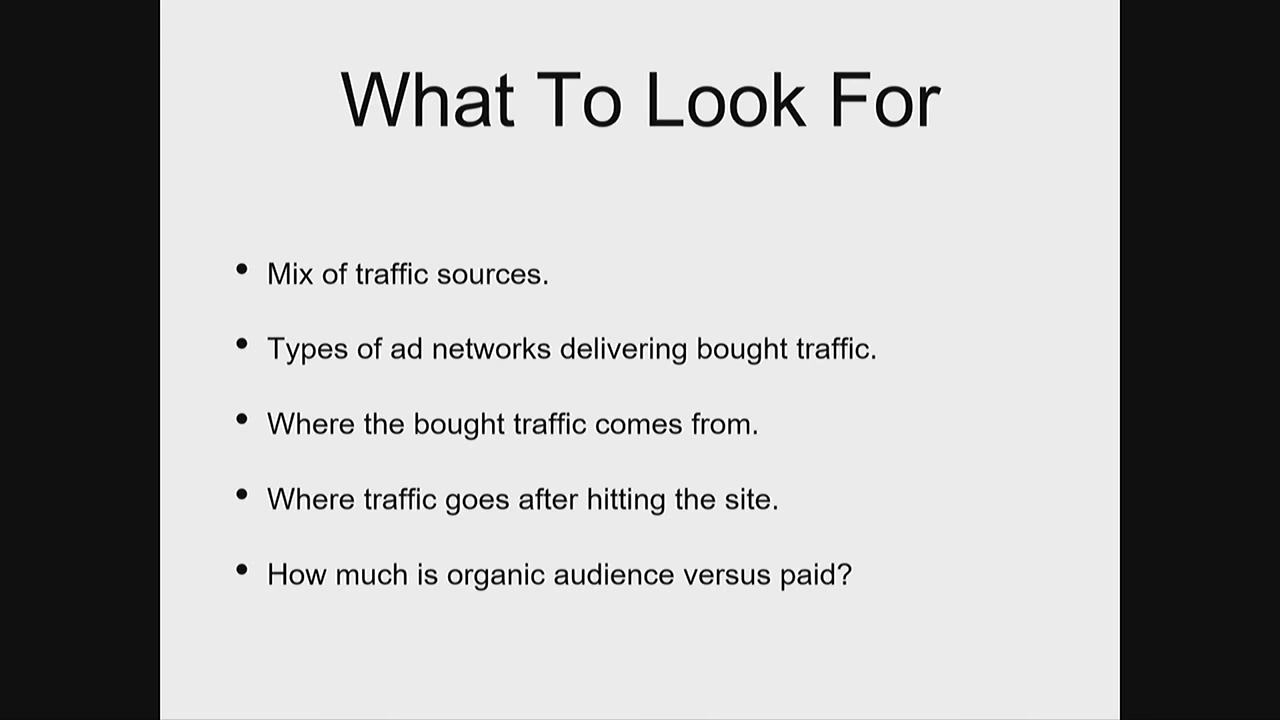 What To Look For
• Mix of traffic sources.
• Types of ad networks delivering bought traffic.
• Where the bought traffic comes from.
• Where traffic goes after hitting the site.
• How much is organic audience versus paid?